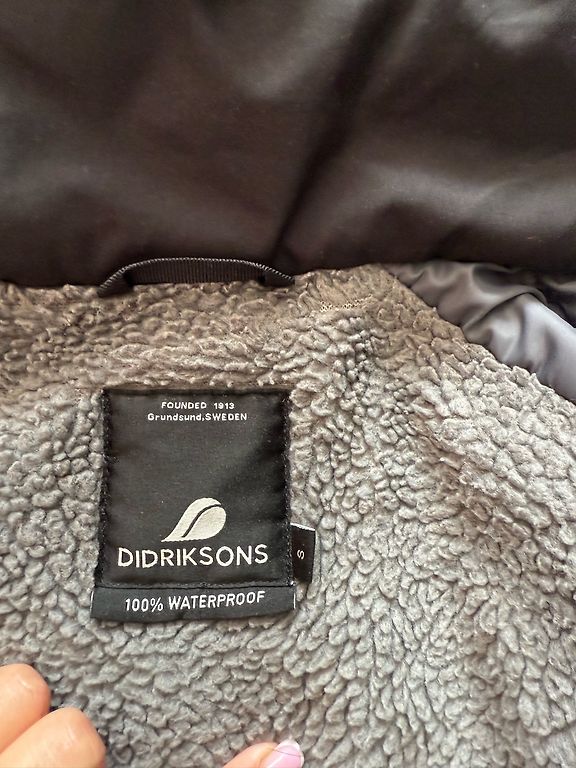 FOUNDED 1913
Grundsund, SWEDEN
DIDRIKSONS
S
100% WATERPROOF